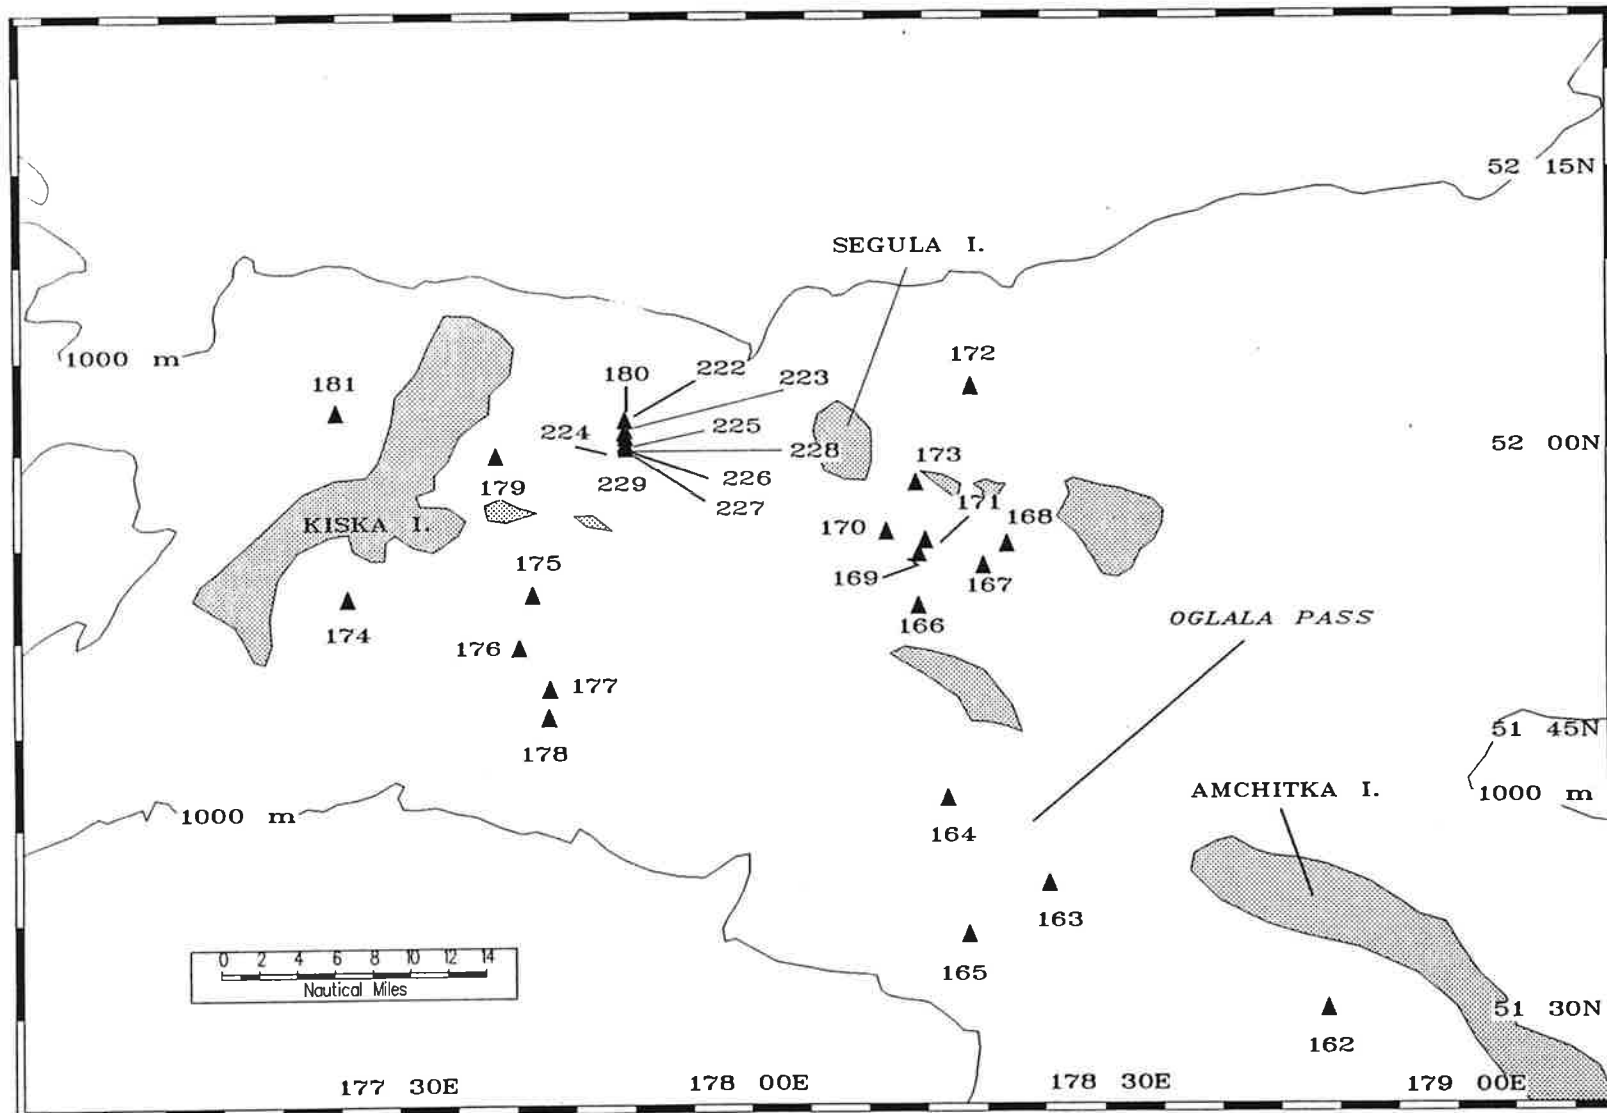 52 15N
SEGULA I.
1000 m
172
180
222
223
181
224
225
52 00N
228
173
179
229
226
227
171
KISKA I.
170
168
175
169
167
174
166
OGLALA PASS
176
177
51 45N
178
AMCHITKA I.
1000 m
1000 m
164
163
165
0 2 4 6 8 10 12 14
Nautical Miles
51 30N
162
177 30E
178 00E
178 30E
179 00E